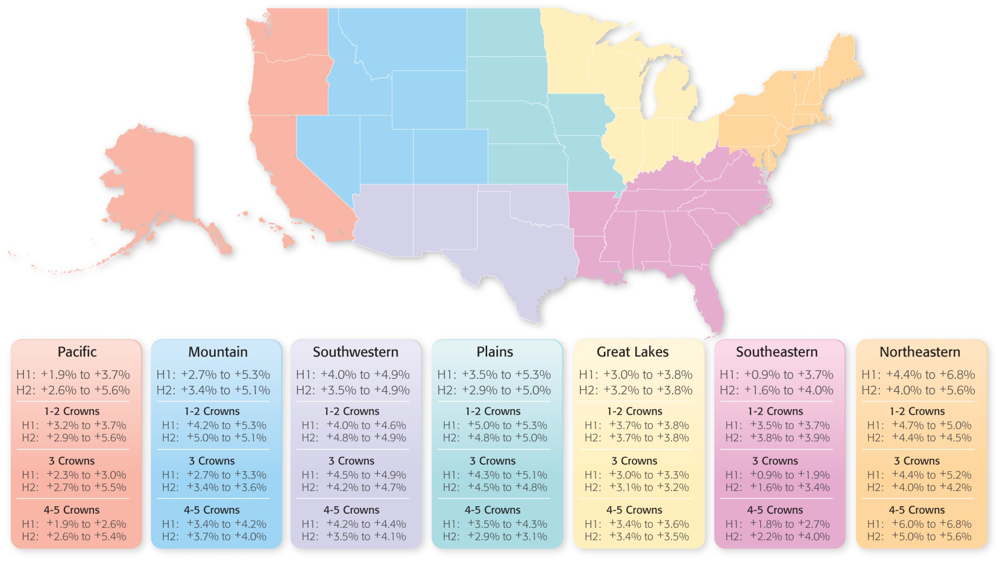 Pacific
H1: +1.9% to +3.7%
H2: +2.6% to +5.6%
1-2 Crowns
H1: +3.2% to +3.7%
H2: +2.9% to +5.6%
3 Crowns
H1: +2.3% to +3.0%
H2: +2.7% to +5.5%
4-5 Crowns
H1: +1.9% to +2.6%
H2: +2.6% to +5.4%
Mountain
H1: +2.7% to +5.3%
H2: +3.4% to +5.1%
1-2 Crowns
H1: +4.2% to +5.3%
H2: +5.0% to +5.1%
3 Crowns
H1: +2.7% to +3.3%
H2: +3.4% to +3.6%
4-5 Crowns
H1: +3.4% to +4.2%
H2: +3.7% to +4.0%
Southwestern
H1: +4.0% to +4.9%
H2: +3.5% to +4.9%
1-2 Crowns
H1: +4.0% to +4.6%
H2: +4.8% to +4.9%
3 Crowns
H1: +4.5% to +4.9%
H2: +4.2% to +4.7%
4-5 Crowns
H1: +4.2% to +4.4%
H2: +3.5% to +4.1%
Plains
H1: +3.5% to +5.3%
H2: +2.9% to +5.0%
1-2 Crowns
H1: +5.0% to +5.3%
H2: +4.8% to +5.0%
3 Crowns
H1: +4.3% to +5.1%
H2: +4.5% to +4.8%
4-5 Crowns
H1: +3.5% to +4.3%
H2: +2.9% to +3.1%
Great Lakes
H1: +3.0% to +3.8%
H2: +3.2% to +3.8%
1-2 Crowns
H1: +3.7% to +3.8%
H2: +3.7% to +3.8%
3 Crowns
H1: +3.0% to +3.3%
H2: +3.1% to +3.2%
4-5 Crowns
H1: +3.4% to +3.6%
H2: +3.4% to +3.5%
Southeastern
H1: +0.9% to +3.7%
H2: +1.6% to +4.0%
1-2 Crowns
H1: +3.5% to +3.7%
H2: +3.8% to +3.9%
3 Crowns
H1: +0.9% to +1.9%
H2: +1.6% to +3.4%
4-5 Crowns
H1: +1.8% to +2.7%
H2: +2.2% to +4.0%
Northeastern
H1: +4.4% to +6.8%
H2: +4.0% to +5.6%
1-2 Crowns
H1: +4.7% to +5.0%
H2: +4.4% to +4.5%
3 Crowns
H1: +4.4% to +5.2%
H2: +4.0% to +4.2%
4-5 Crowns
H1: +6.0% to +6.8%
H2: +5.0% to +5.6%